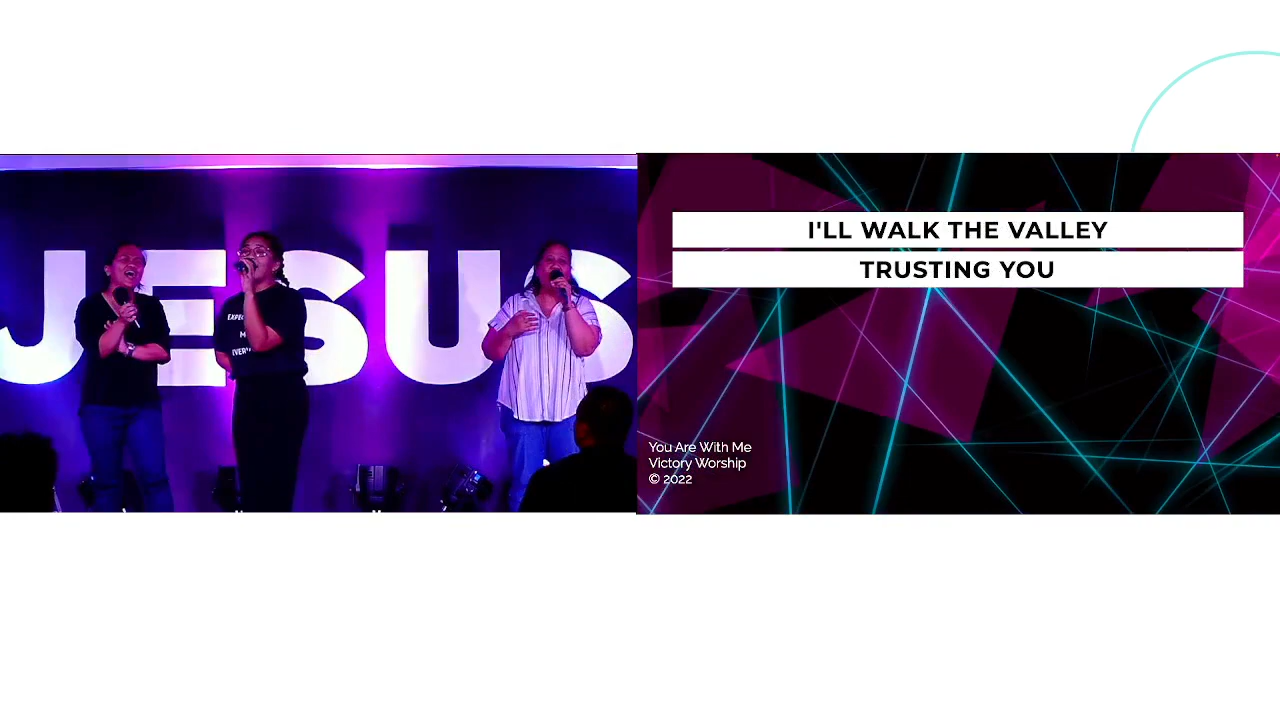 JESUS
I'LL WALK THE VALLEY
TRUSTING YOU
You Are With Me
Victory Worship
© 2022